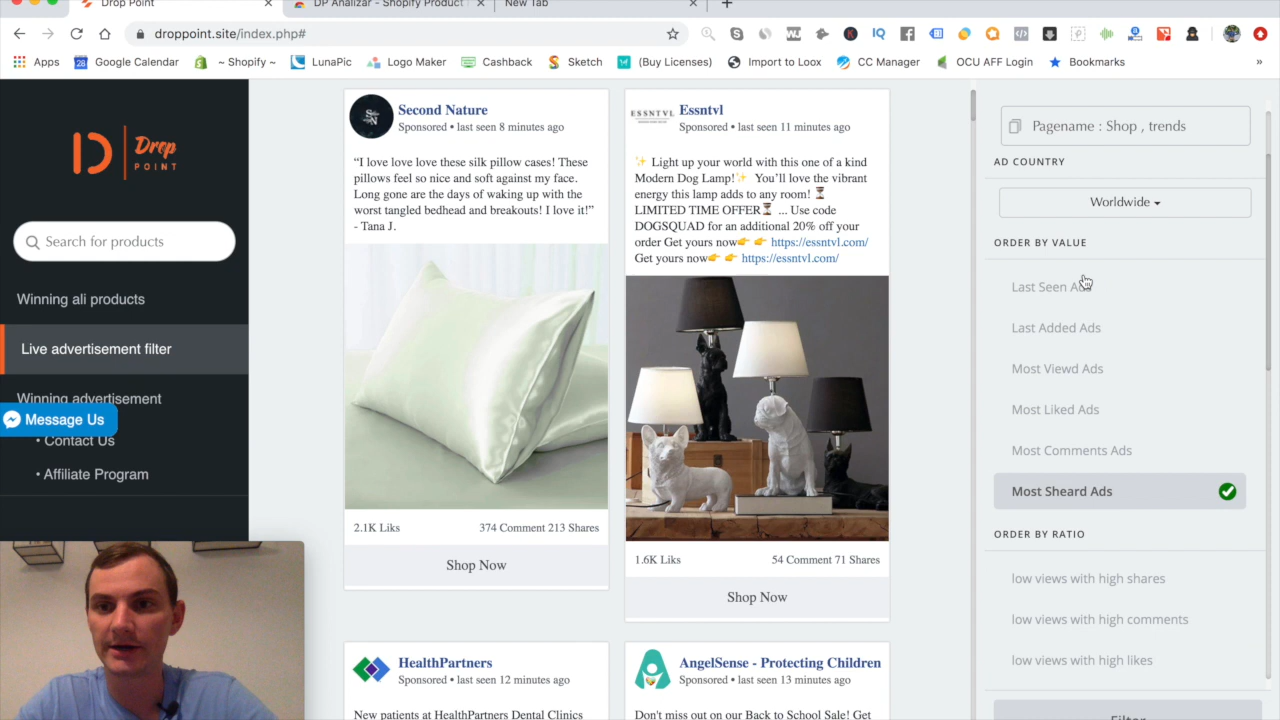 Drop Point
DP Analizar - Shopify Product
New Tab
droppoint.site/index.php#
Apps
Google Calendar
~ Shopify ~
LunaPic
Logo Maker
Cashback
Sketch
(Buy Licenses)
Import to Loox
CC Manager
OCU AFF Login
Bookmarks
»
Drop
POINT
Search for products
Winning ali products
Live advertisement filter
Winning advertisement
Message Us
• Contact Us
• Affiliate Program
Second Nature
Sponsored • last seen 8 minutes ago
“I love love love these silk pillow cases! These
pillows feel so nice and soft against my face.
Long gone are the days of waking up with the
worst tangled bedhead and breakouts! I love it!”
- Tana J.
2.1K Liks
374 Comment 213 Shares
Shop Now
ESSNTVL
Essntvl
Sponsored • last seen 11 minutes ago
✨ Light up your world with this one of a kind
Modern Dog Lamp!✨ You’ll love the vibrant
energy this lamp adds to any room! ⏳
LIMITED TIME OFFER⏳ ... Use code
DOGSQUAD for an additional 20% off your
order Get yours now👉 👉 https://essntvl.com/
Get yours now👉 👉 https://essntvl.com/
1.6K Liks
54 Comment 71 Shares
Shop Now
HealthPartners
Sponsored • last seen 12 minutes ago
New patients at HealthPartners Dental Clinics
AngelSense - Protecting Children
Sponsored • last seen 13 minutes ago
Don't miss out on our Back to School Sale! Get
Pagename : Shop , trends
AD COUNTRY
Worldwide
ORDER BY VALUE
Last Seen Ads
Last Added Ads
Most Viewd Ads
Most Liked Ads
Most Comments Ads
Most Sheard Ads
ORDER BY RATIO
low views with high shares
low views with high comments
low views with high likes
Filter